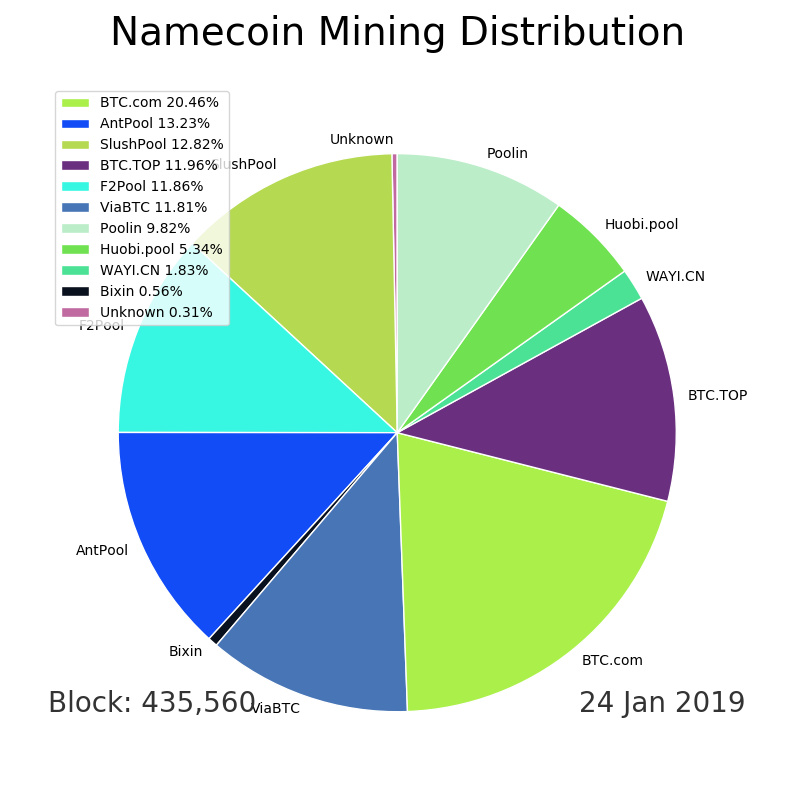 Namecoin Mining Distribution
BTC.com 20.46%
AntPool 13.23%
SlushPool 12.82%
BTC.TOP 11.96%
F2Pool 11.86%
ViaBTC 11.81%
Poolin 9.82%
Huobi.pool 5.34%
WAYI.CN 1.83%
Bixin 0.56%
Unknown 0.31%
Unknown
Poolin
SlushPool
Huobi.pool
WAYI.CN
F2Pool
BTC.TOP
AntPool
Bixin
BTC.com
ViaBTC
Block: 435,560
24 Jan 2019